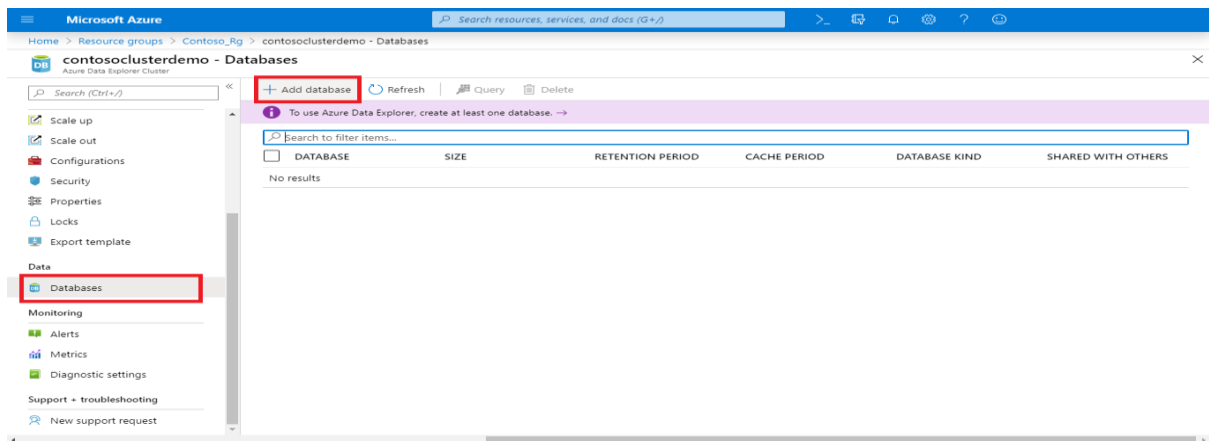 Microsoft Azure
Search resources, services, and docs (G+/)
Home > Resource groups > Contoso_Rg > contosoclusterdemo - Databases
contosoclusterdemo - Databases
Azure Data Explorer Cluster
Search (Ctrl+/)
Scale up
Scale out
Configurations
Security
Properties
Locks
Export template
Data
Databases
Monitoring
Alerts
Metrics
Diagnostic settings
Support + troubleshooting
New support request
+ Add database Refresh Query Delete
To use Azure Data Explorer, create at least one database. →
Search to filter items...
DATABASE SIZE RETENTION PERIOD CACHE PERIOD DATABASE KIND SHARED WITH OTHERS
No results